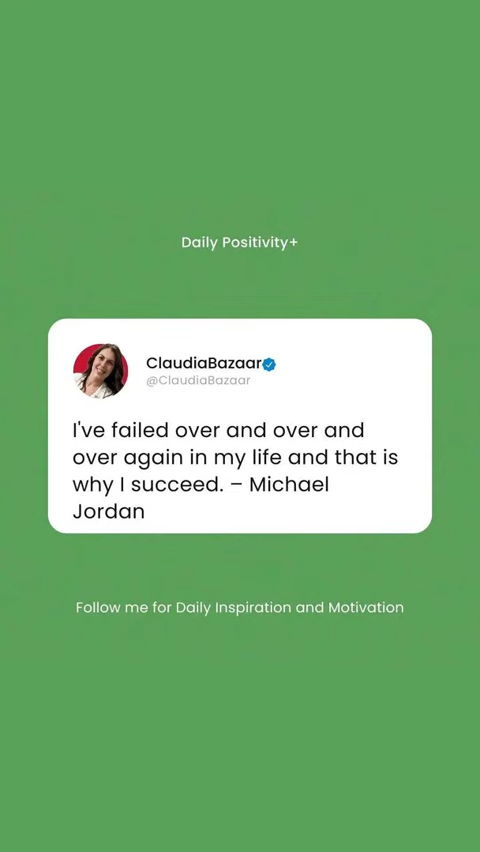 Daily Positivity+
ClaudiaBazaar
@ClaudiaBazaar
I've failed over and over and
over again in my life and that is
why I succeed. – Michael
Jordan
Follow me for Daily Inspiration and Motivation